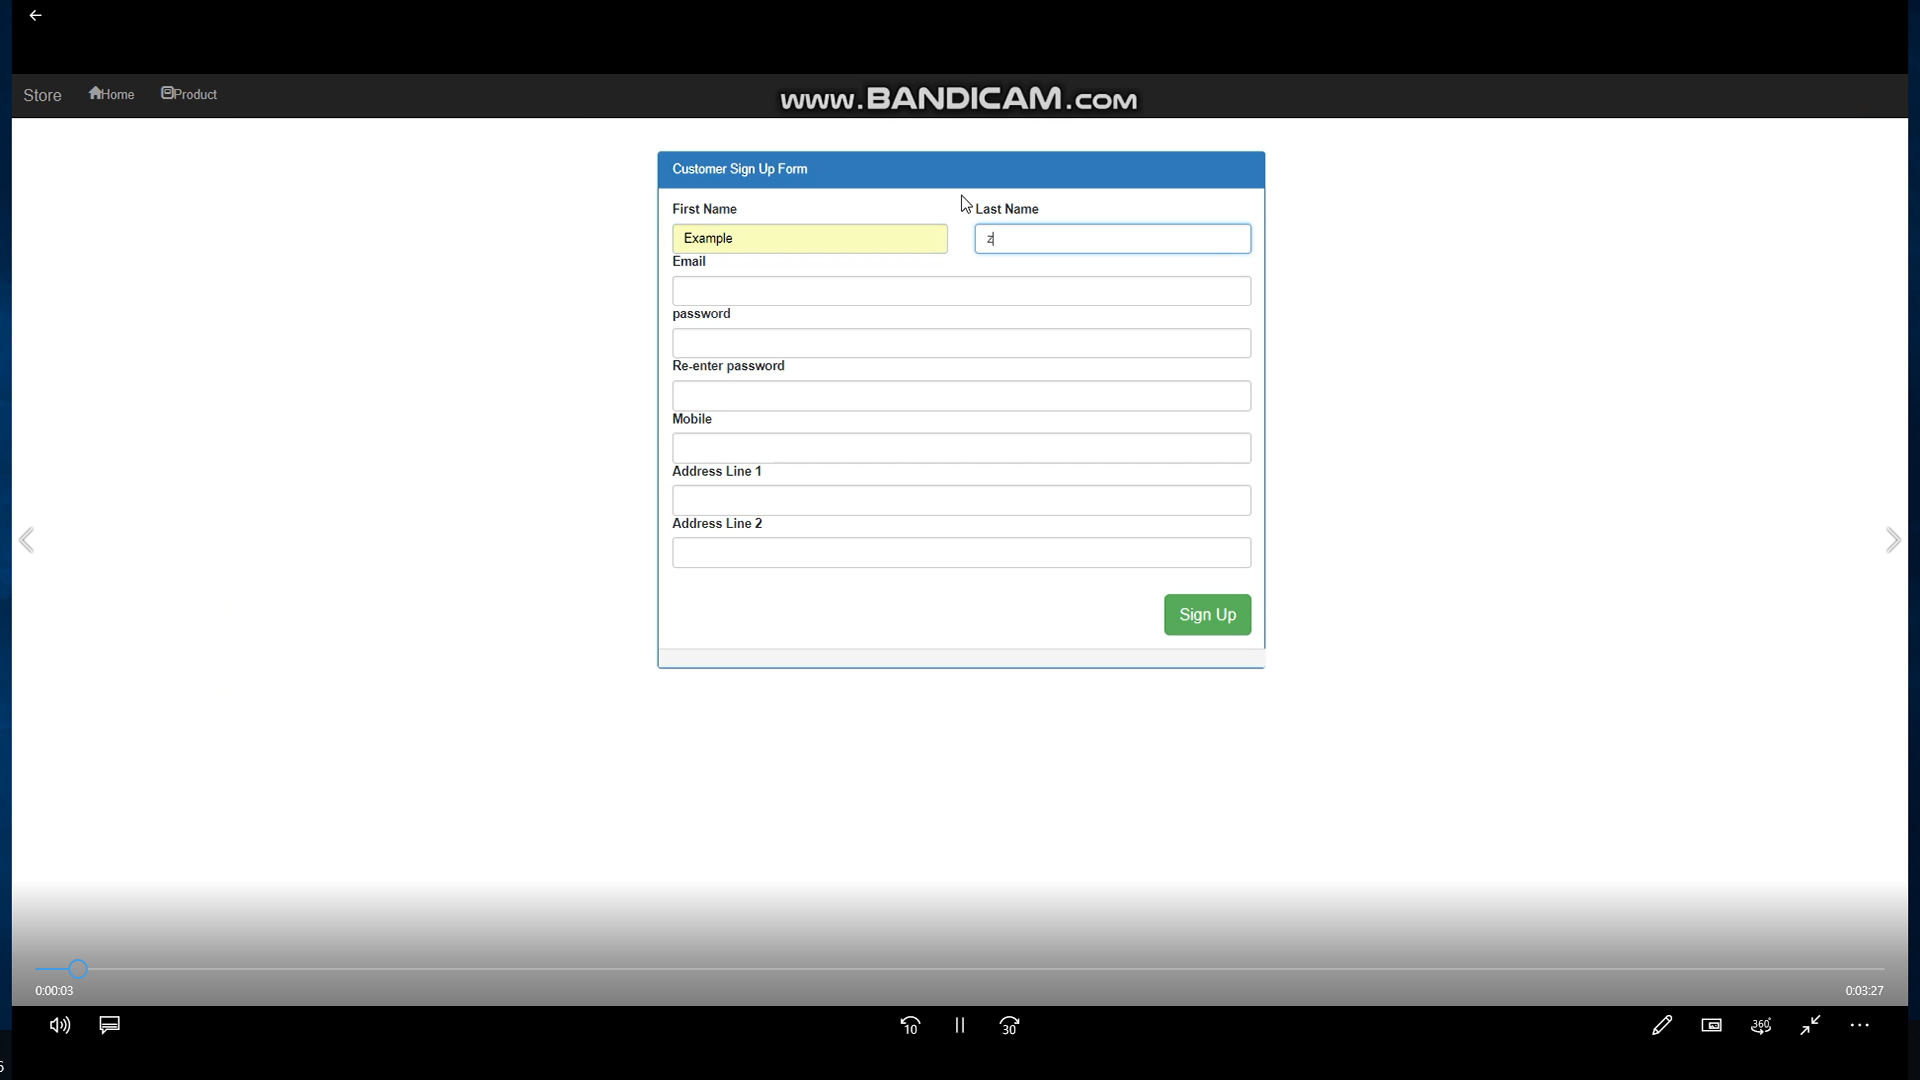 Store Home Product
www.BANDICAM.com
Customer Sign Up Form
First Name Last Name
Example z
Email
password
Re-enter password
Mobile
Address Line 1
Address Line 2
Sign Up
0:00:03 0:03:27
10 30 360°